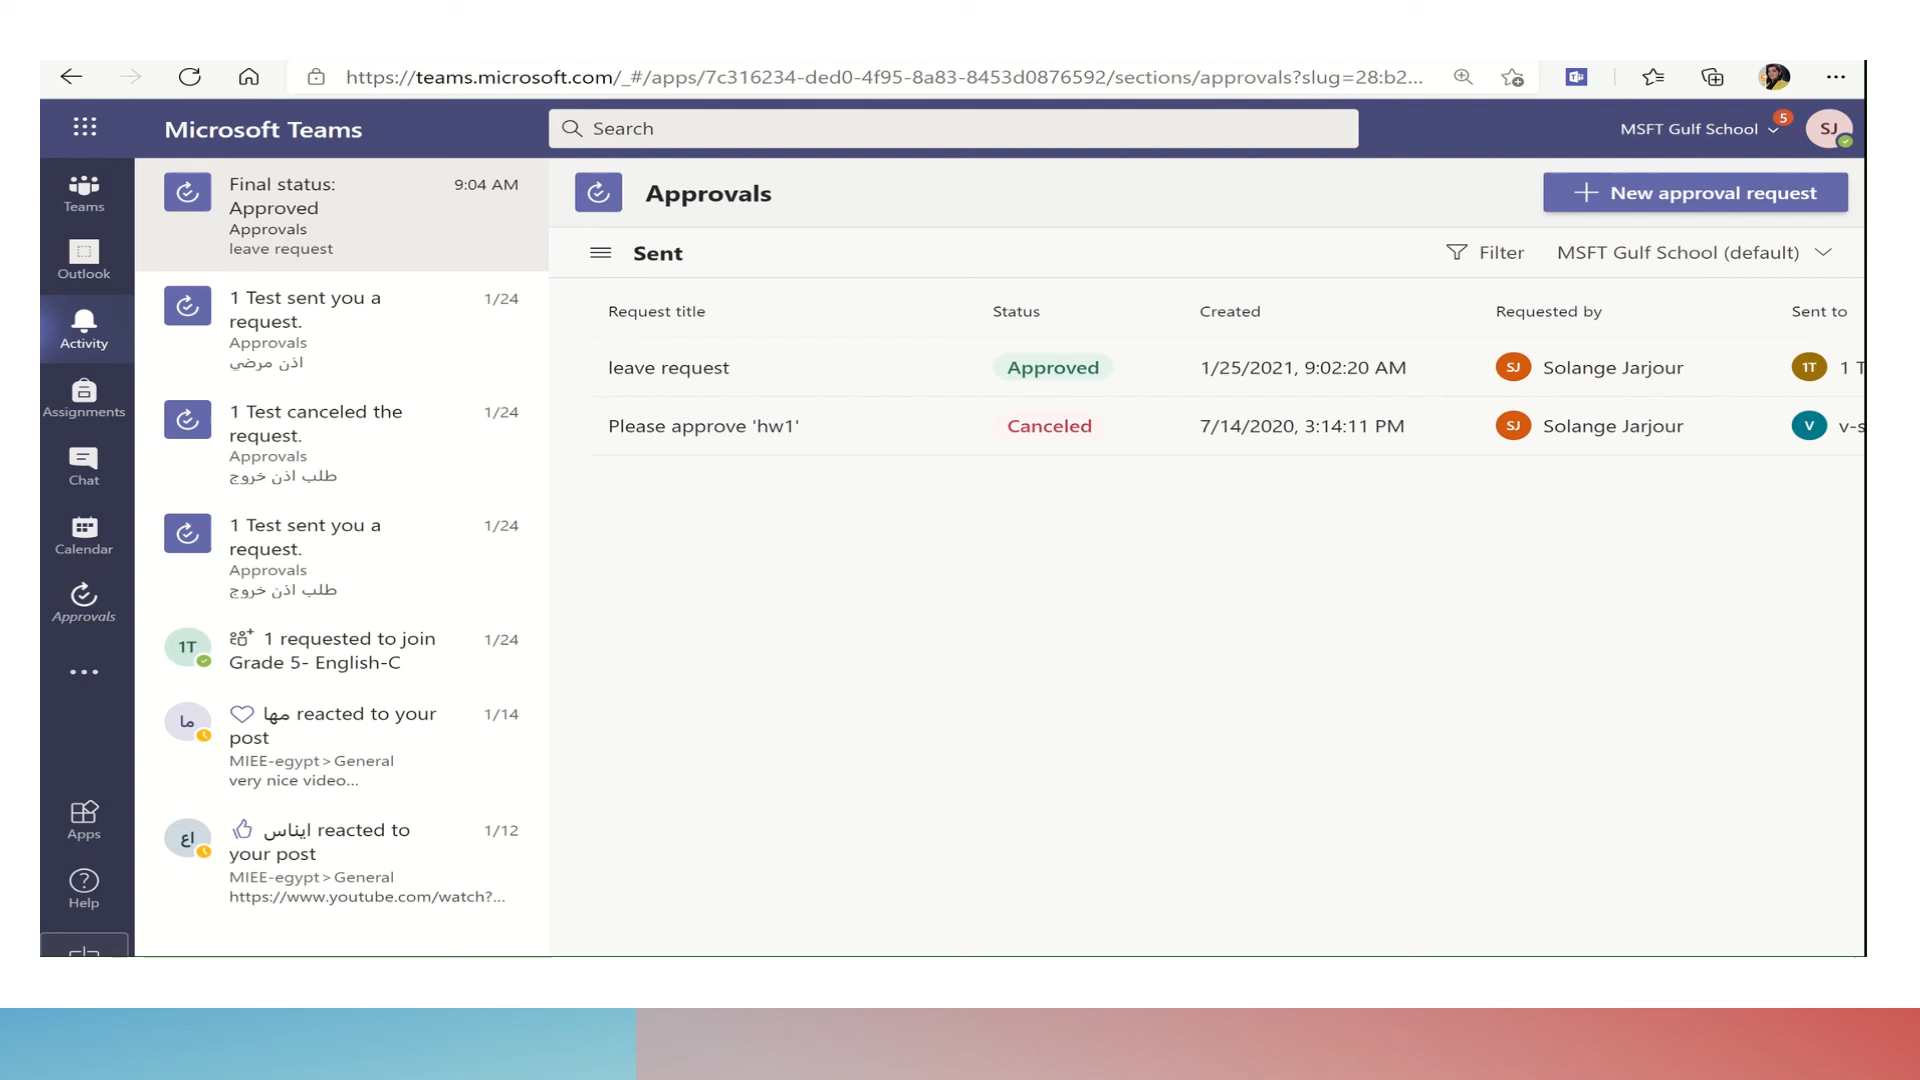 https://teams.microsoft.com/_#/apps/7c316234-ded0-4f95-8a83-8453d0876592/sections/approvals?slug=28:b2...
Microsoft Teams
Search
MSFT Gulf School
5
SJ
Teams
Outlook
Activity
Assignments
Chat
Calendar
Approvals
Apps
Help
Final status: 9:04 AM
Approved
Approvals
leave request
1 Test sent you a 1/24
request.
Approvals
اذن مرضي
1 Test canceled the 1/24
request.
Approvals
طلب اذن خروج
1 Test sent you a 1/24
request.
Approvals
طلب اذن خروج
1T
1 requested to join 1/24
Grade 5- English-C
ما
مها reacted to your 1/14
post
MIEE-egypt > General
very nice video...
اع
ايناس reacted to 1/12
your post
MIEE-egypt > General
https://www.youtube.com/watch?...
Approvals
New approval request
Sent
Filter
MSFT Gulf School (default)
Request title Status Created Requested by Sent to
leave request Approved 1/25/2021, 9:02:20 AM SJ Solange Jarjour 1T 1 T
Please approve 'hw1' Canceled 7/14/2020, 3:14:11 PM SJ Solange Jarjour V v-s